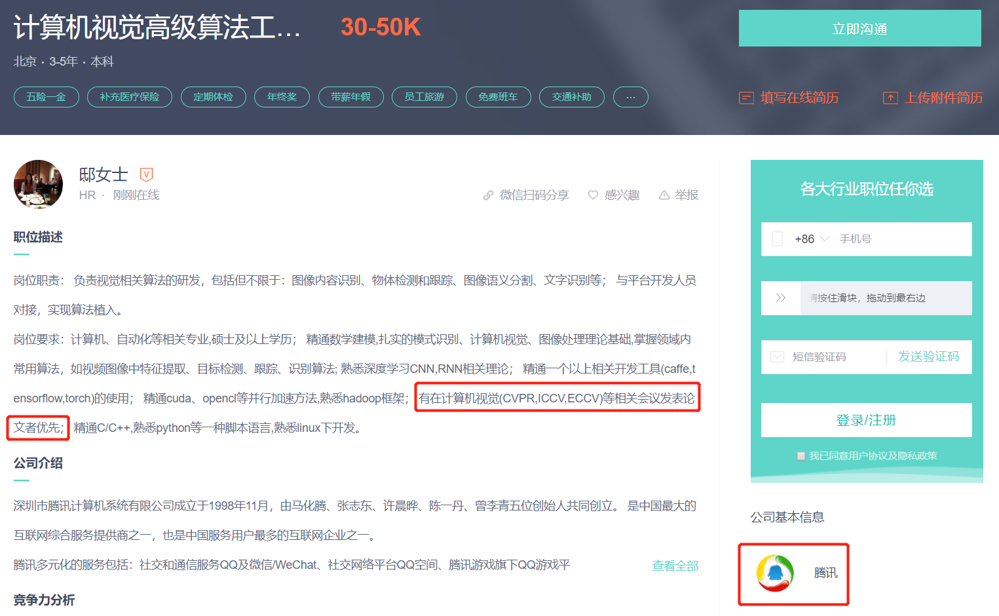 计算机视觉高级算法工...
30-50K
立即沟通
北京 · 3-5年 · 本科
五险一金 补充医疗保险 定期体检 年终奖 带薪年假 员工旅游 免费班车 交通补助 ...
填写在线简历 上传附件简历
邸女士
HR · 刚刚在线
微信扫码分享 感兴趣 举报
职位描述
岗位职责： 负责视觉相关算法的研发，包括但不限于：图像内容识别、物体检测和跟踪、图像语义分割、文字识别等； 与平台开发人员
对接，实现算法植入。
岗位要求：计算机、自动化等相关专业,硕士及以上学历； 精通数学建模,扎实的模式识别、计算机视觉、图像处理理论基础,掌握领域内
常用算法，如视频图像中特征提取、目标检测、跟踪、识别算法; 熟悉深度学习CNN,RNN相关理论； 精通一个以上相关开发工具(caffe,t
ensorflow,torch)的使用； 精通cuda、opencl等并行加速方法,熟悉hadoop框架；有在计算机视觉(CVPR,ICCV,ECCV)等相关会议发表论
文者优先; 精通C/C++,熟悉python等一种脚本语言,熟悉linux下开发。
公司介绍
深圳市腾讯计算机系统有限公司成立于1998年11月，由马化腾、张志东、许晨晔、陈一丹、曾李青五位创始人共同创立。 是中国最大的
互联网综合服务提供商之一，也是中国服务用户最多的互联网企业之一。
腾讯多元化的服务包括：社交和通信服务QQ及微信/WeChat、社交网络平台QQ空间、腾讯游戏旗下QQ游戏平
查看全部
竞争力分析
各大行业职位任你选
+86 手机号
请按住滑块，拖动到最右边
短信验证码 发送验证码
登录/注册
我已同意用户协议及隐私政策
公司基本信息
腾讯